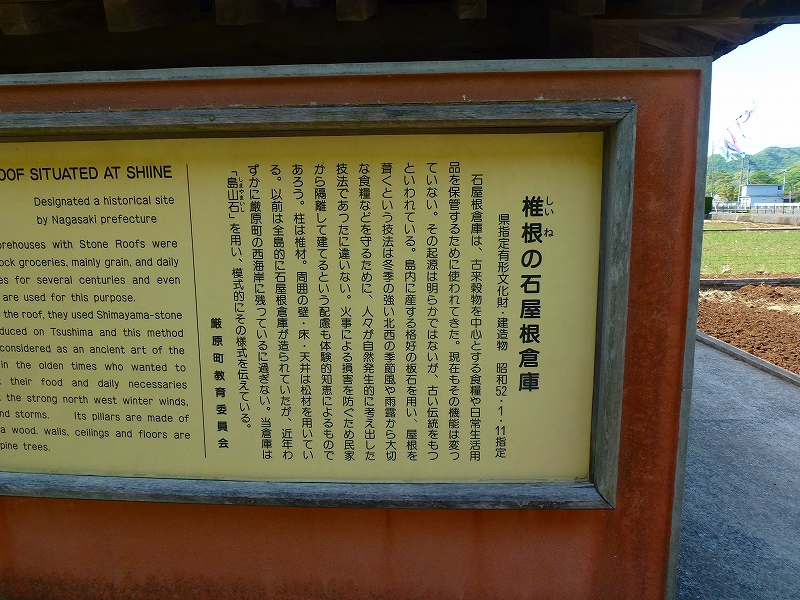 椎根の石屋根倉庫
しいね
県指定有形文化財・建造物 昭和52・1・11指定
石屋根倉庫は、古来穀物を中心とする食糧や日常生活用
品を保管するために使われてきた。現在もその機能は変っ
ていない。その起源は明らかではないが、古い伝統をもつ
といわれている。島内に産する格好の板石を用い、屋根を
葺くという技法は冬季の強い北西の季節風や雨露から大切
な食糧などを守るために、人々が自然発生的に考え出した
技法であったに違いない。火事による損害を防ぐため民家
から隔離して建てるという配慮も体験的知恵によるもので
あろう。柱は椎材。周囲の壁・床・天井は松材を用いてい
る。以前は全島的に石屋根倉庫が造られていたが、近年わ
ずかに厳原町の西海岸に残っているに過ぎない。当倉庫は
「島山石」を用い、模式的にその様式を伝えている。
しまやまいし
厳原町教育委員会
OOF SITUATED AT SHIINE
Designated a historical site
by Nagasaki prefecture
orehouses with Stone Roofs were
ock groceries, mainly grain, and daily
es for several centuries and even
are used for this purpose.
the roof, they used Shimayama-stone
duced on Tsushima and this method
considered as an ancient art of the
in the olden times who wanted to
their food and daily necessaries
the strong north west winter winds,
nd storms. Its pillars are made of
a wood. walls, ceilings and floors are
pine trees.